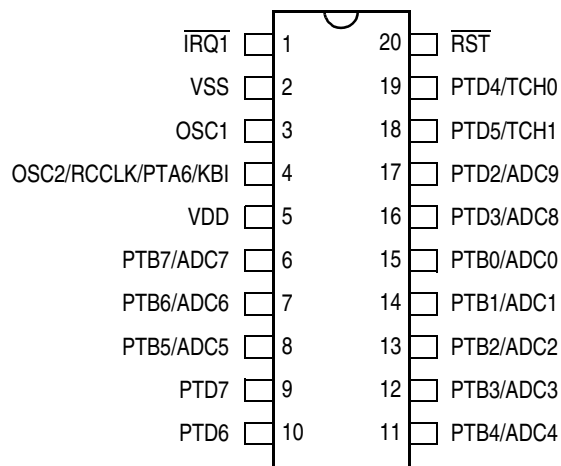 IRQ1 1 20 RST
VSS 2 19 PTD4/TCH0
OSC1 3 18 PTD5/TCH1
OSC2/RCCLK/PTA6/KBI 4 17 PTD2/ADC9
VDD 5 16 PTD3/ADC8
PTB7/ADC7 6 15 PTB0/ADC0
PTB6/ADC6 7 14 PTB1/ADC1
PTB5/ADC5 8 13 PTB2/ADC2
PTD7 9 12 PTB3/ADC3
PTD6 10 11 PTB4/ADC4